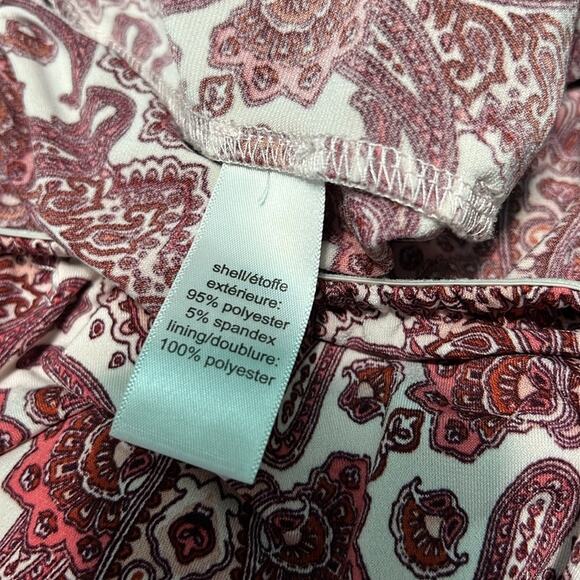 shell/étoffe
extérieure:
95% polyester
5% spandex
lining/doublure:
100% polyester